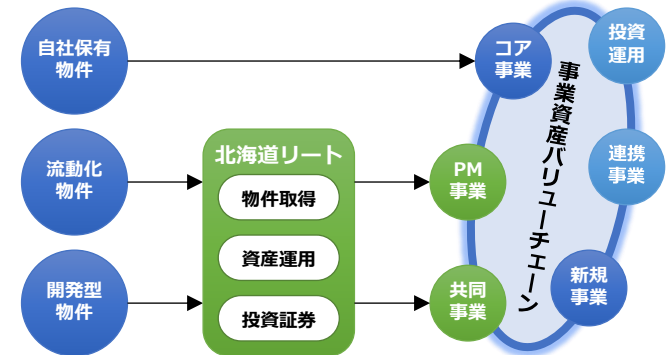 自社保有
物件
流動化
物件
開発型
物件
北海道リート
物件取得
資産運用
投資証券
コア
事業
PM
事業
共同
事業
事業資産バリューチェーン
投資
運用
連携
事業
新規
事業